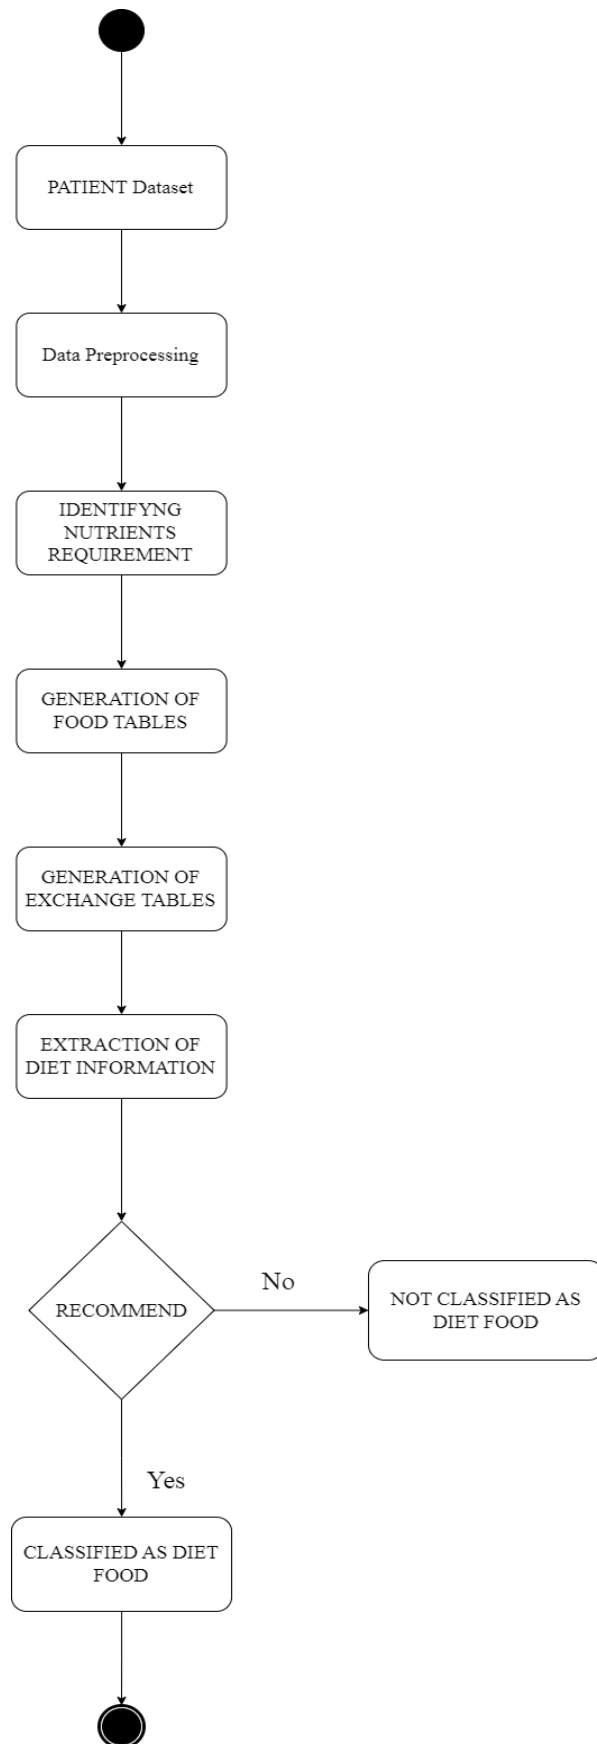 PATIENT Dataset
Data Preprocessing
IDENTIFYNG
NUTRIENTS
REQUIREMENT
GENERATION OF
FOOD TABLES
GENERATION OF
EXCHANGE TABLES
EXTRACTION OF
DIET INFORMATION
RECOMMEND
No
NOT CLASSIFIED AS
DIET FOOD
Yes
CLASSIFIED AS DIET
FOOD